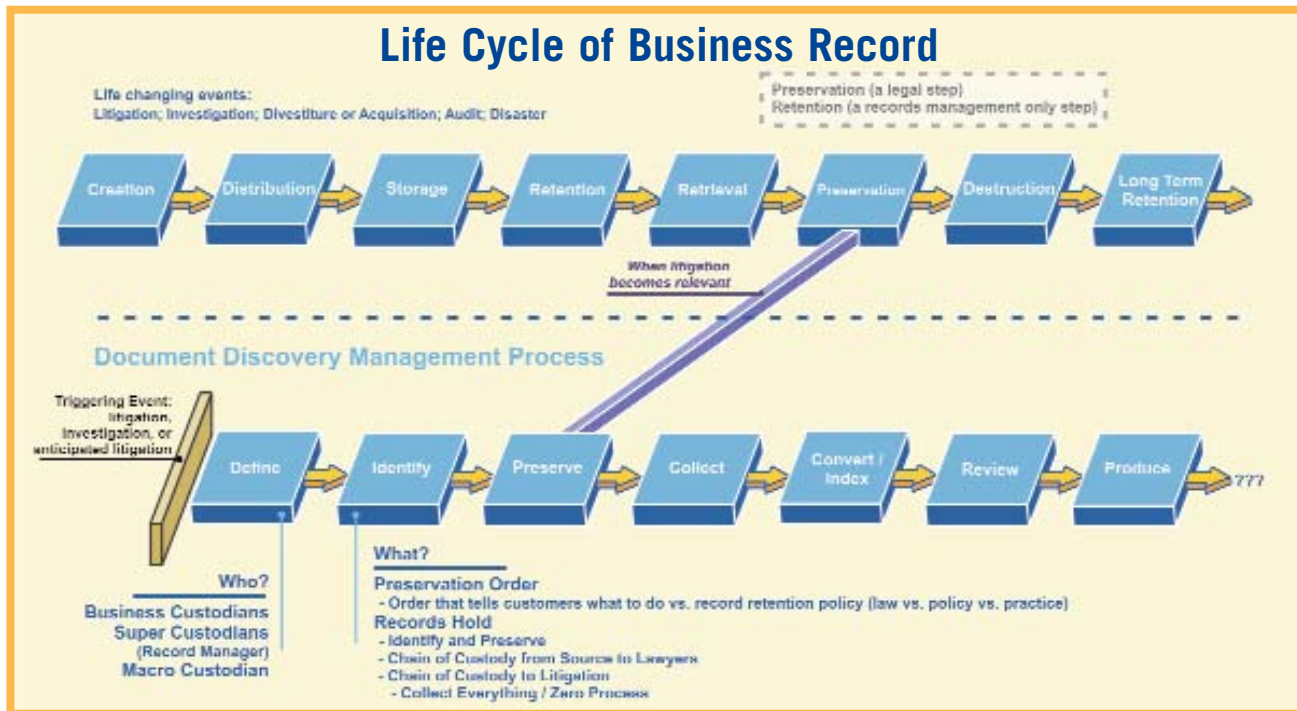 Life Cycle of Business Record
Life changing events:
Litigation; Investigation; Divestiture or Acquisition; Audit; Disaster
Preservation (a legal step)
Retention (a records management only step)
Creation
Distribution
Storage
Retention
Retrieval
Preservation
Destruction
Long Term
Retention
When litigation
becomes relevant
Document Discovery Management Process
Triggering Event:
litigation,
investigation, or
anticipated litigation
Define
Identify
Preserve
Collect
Convert /
Index
Review
Produce
???
Who?
Business Custodians
Super Custodians
(Record Manager)
Macro Custodian
What?
Preservation Order
- Order that tells customers what to do vs. record retention policy (law vs. policy vs. practice)
Records Hold
- Identify and Preserve
- Chain of Custody from Source to Lawyers
- Chain of Custody to Litigation
- Collect Everything / Zero Process